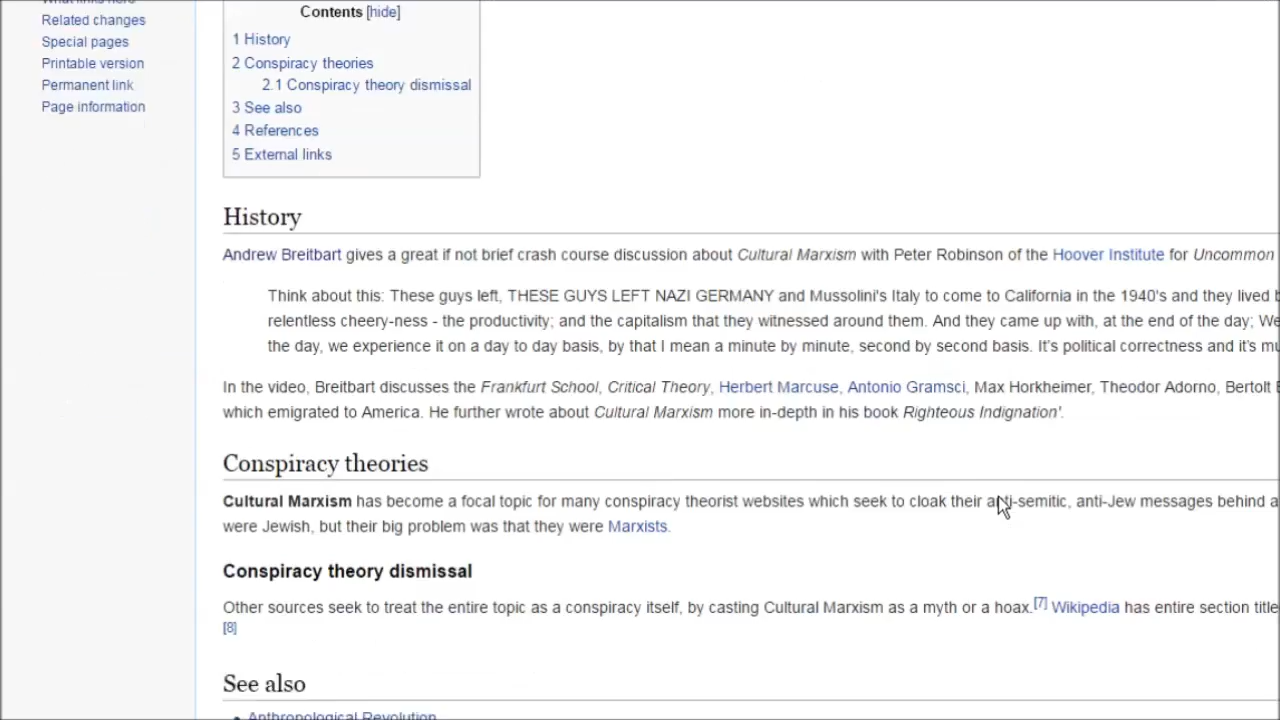 What links here
Related changes
Special pages
Printable version
Permanent link
Page information
Contents [hide]
1 History
2 Conspiracy theories
2.1 Conspiracy theory dismissal
3 See also
4 References
5 External links
History
Andrew Breitbart gives a great if not brief crash course discussion about Cultural Marxism with Peter Robinson of the Hoover Institute for Uncommon
Think about this: These guys left, THESE GUYS LEFT NAZI GERMANY and Mussolini's Italy to come to California in the 1940's and they lived
relentless cheery-ness - the productivity; and the capitalism that they witnessed around them. And they came up with, at the end of the day; We
the day, we experience it on a day to day basis, by that I mean a minute by minute, second by second basis. It's political correctness and it's
In the video, Breitbart discusses the Frankfurt School, Critical Theory, Herbert Marcuse, Antonio Gramsci, Max Horkheimer, Theodor Adorno, Bertolt
which emigrated to America. He further wrote about Cultural Marxism more in-depth in his book Righteous Indignation'.
Conspiracy theories
Cultural Marxism has become a focal topic for many conspiracy theorist websites which seek to cloak their anti-semitic, anti-Jew messages behind a
were Jewish, but their big problem was that they were Marxists.
Conspiracy theory dismissal
Other sources seek to treat the entire topic as a conspiracy itself, by casting Cultural Marxism as a myth or a hoax.[7] Wikipedia has entire section
[8]
See also
Anthropological Revolution